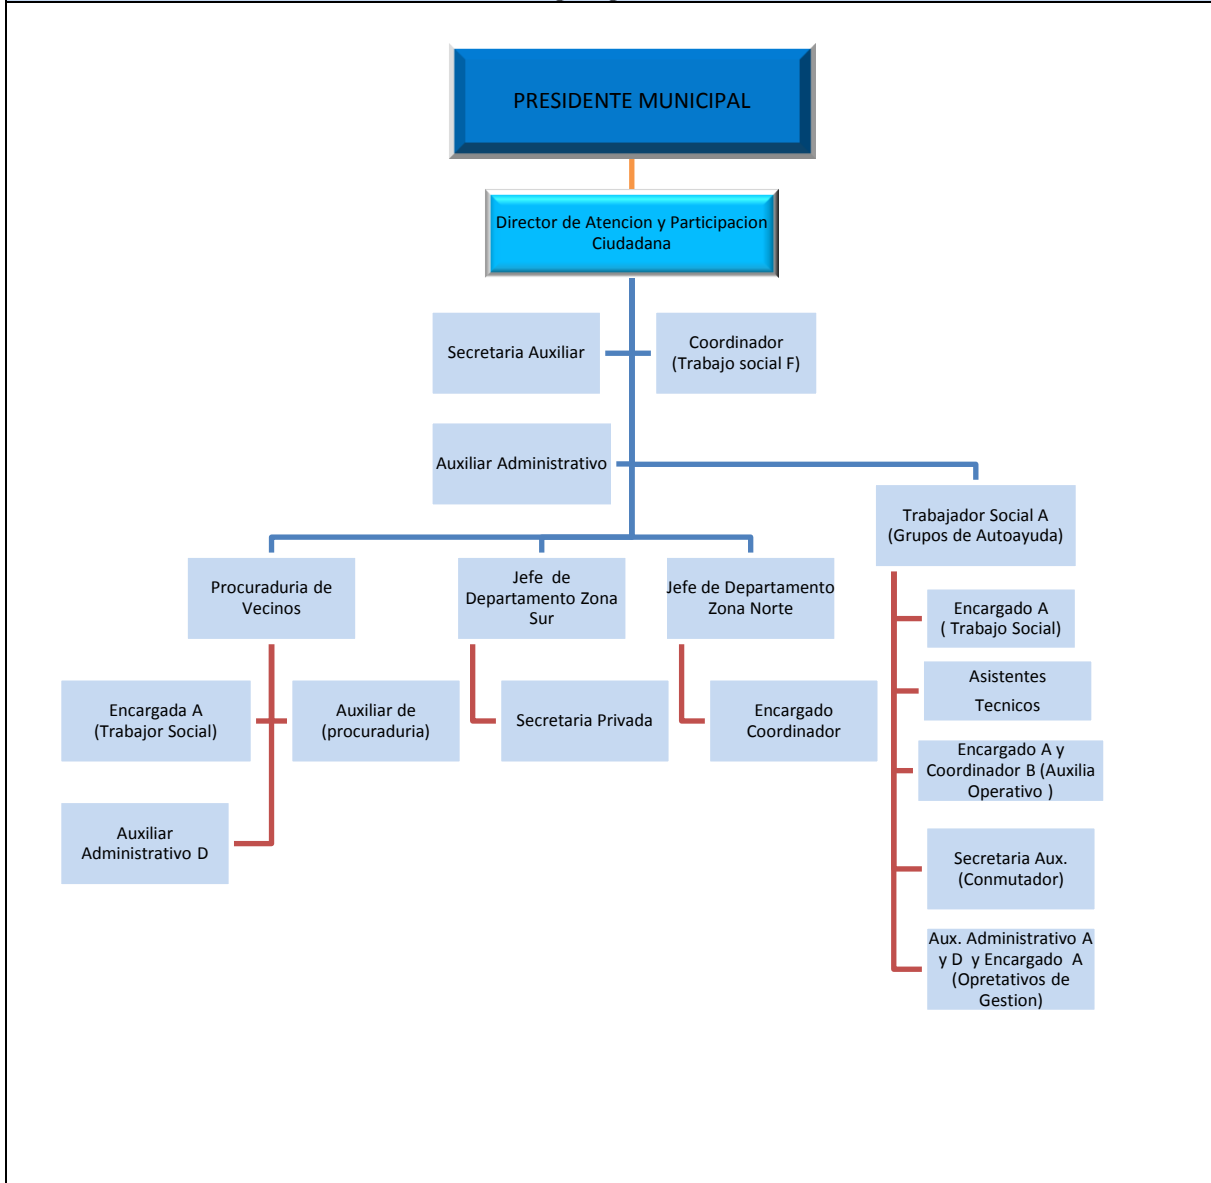 PRESIDENTE MUNICIPAL
Director de Atencion y Participacion
Ciudadana
Secretaria Auxiliar
Coordinador
(Trabajo social F)
Auxiliar Administrativo
Trabajador Social A
(Grupos de Autoayuda)
Procuraduria de
Vecinos
Jefe de
Departamento Zona
Sur
Jefe de Departamento
Zona Norte
Encargado A
( Trabajo Social)
Asistentes
Tecnicos
Encargada A
(Trabajor Social)
Auxiliar de
(procuraduria)
Secretaria Privada
Encargado
Coordinador
Encargado A y
Coordinador B (Auxilia
Operativo )
Auxiliar
Administrativo D
Secretaria Aux.
(Conmutador)
Aux. Administrativo A
y D y Encargado A
(Opretativos de
Gestion)